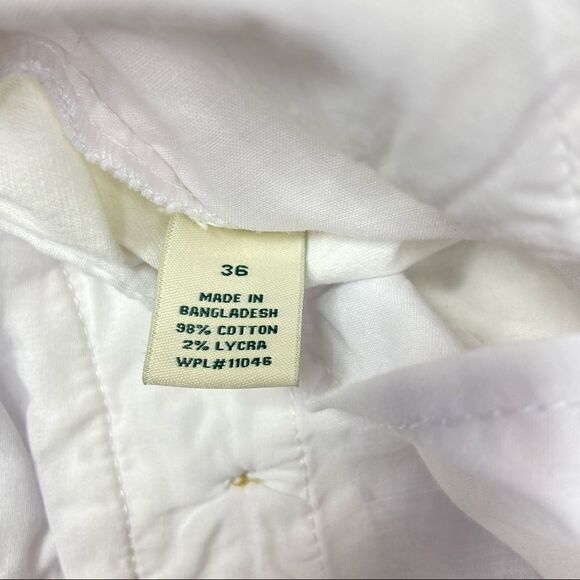 36
MADE IN
BANGLADESH
98% COTTON
2% LYCRA
WPL#11046